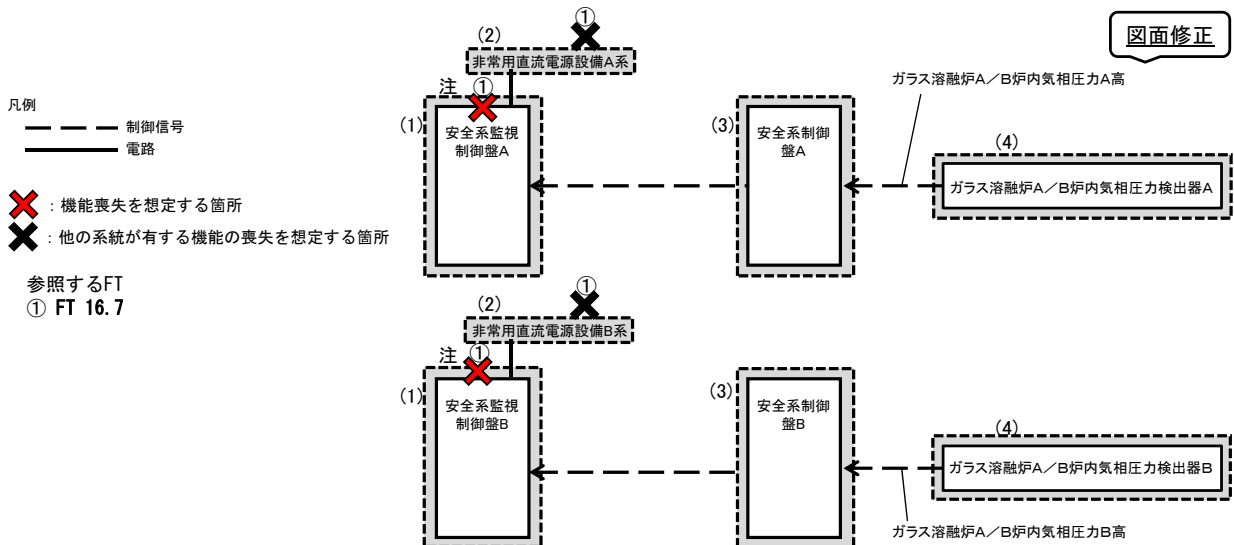 図面修正
凡例
制御信号
電路
：機能喪失を想定する箇所
：他の系統が有する機能の喪失を想定する箇所
参照するFT
① FT 16.7
(2)
①
非常用直流電源設備A系
注
①
(1)
安全系監視
制御盤A
(3)
安全系制御
盤A
ガラス溶融炉A／B炉内気相圧力A高
(4)
ガラス溶融炉A／B炉内気相圧力検出器A
(2)
①
非常用直流電源設備B系
注
①
(1)
安全系監視
制御盤B
(3)
安全系制御
盤B
(4)
ガラス溶融炉A／B炉内気相圧力検出器B
ガラス溶融炉A／B炉内気相圧力B高